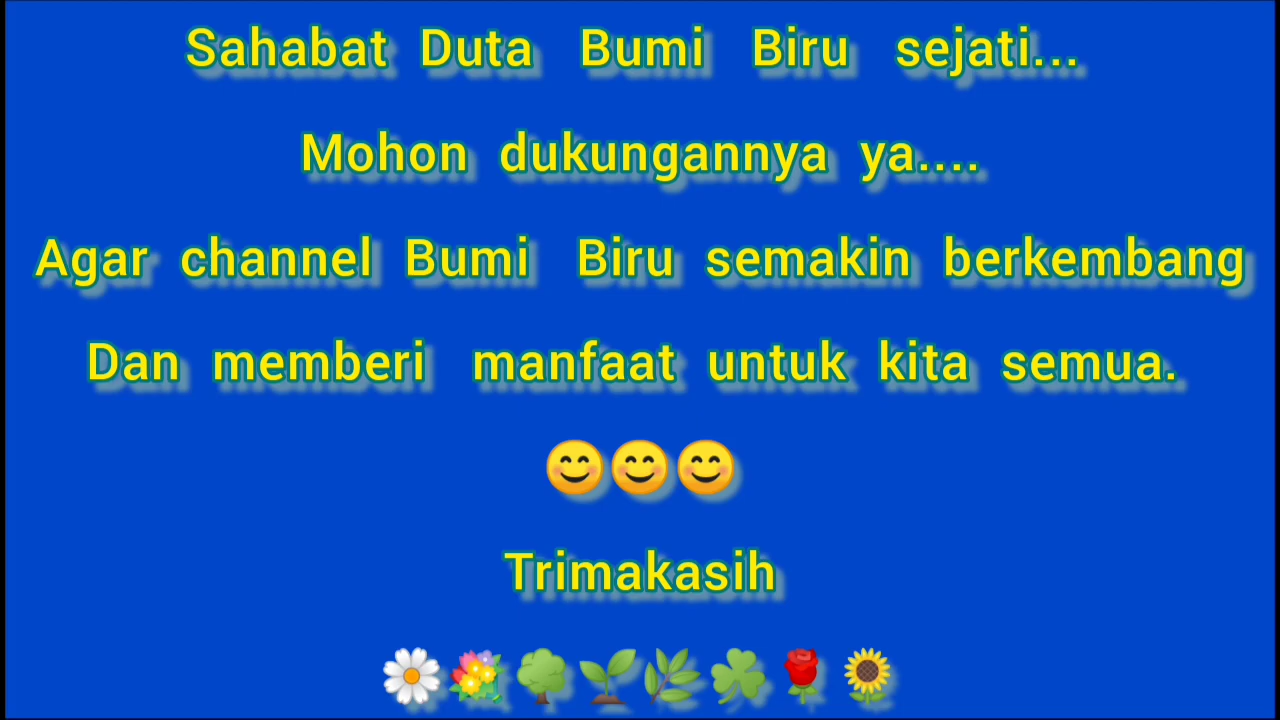 Sahabat Duta Bumi Biru sejati...
Mohon dukungannya ya....
Agar channel Bumi Biru semakin berkembang
Dan memberi manfaat untuk kita semua.
😊😊😊
Trimakasih
🌼💐🌳🌱🌿☘🌹🌻